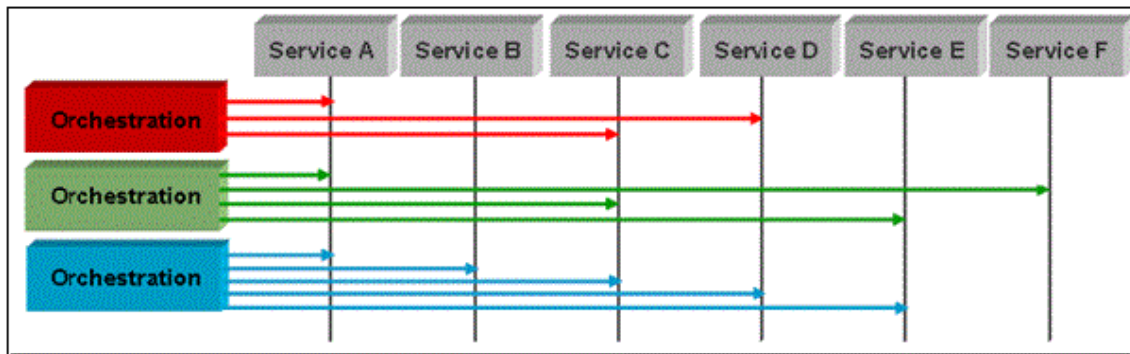 Service A
Service B
Service C
Service D
Service E
Service F
Orchestration
Orchestration
Orchestration